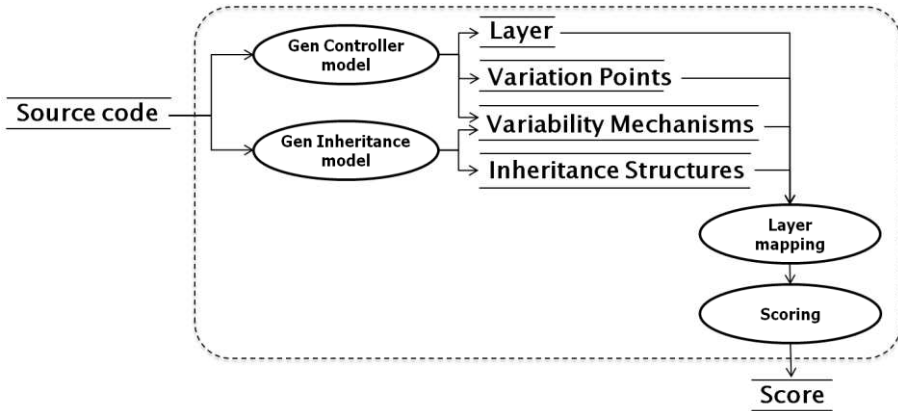 Source code
Gen Controller
model
Gen Inheritance
model
Layer
Variation Points
Variability Mechanisms
Inheritance Structures
Layer
mapping
Scoring
Score